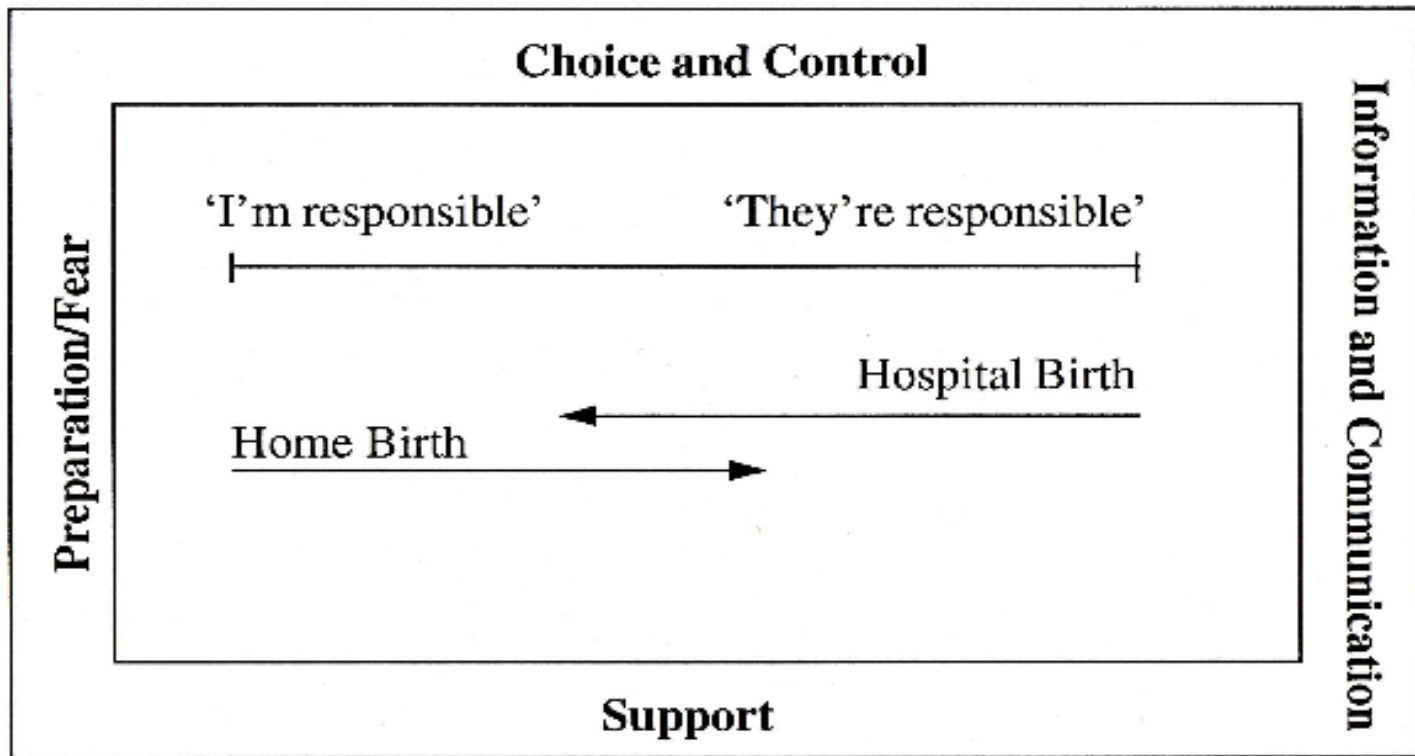 Choice and Control
‘I'm responsible’
‘They're responsible’
Hospital Birth
Home Birth
Preparation/Fear
Information and Communication
Support